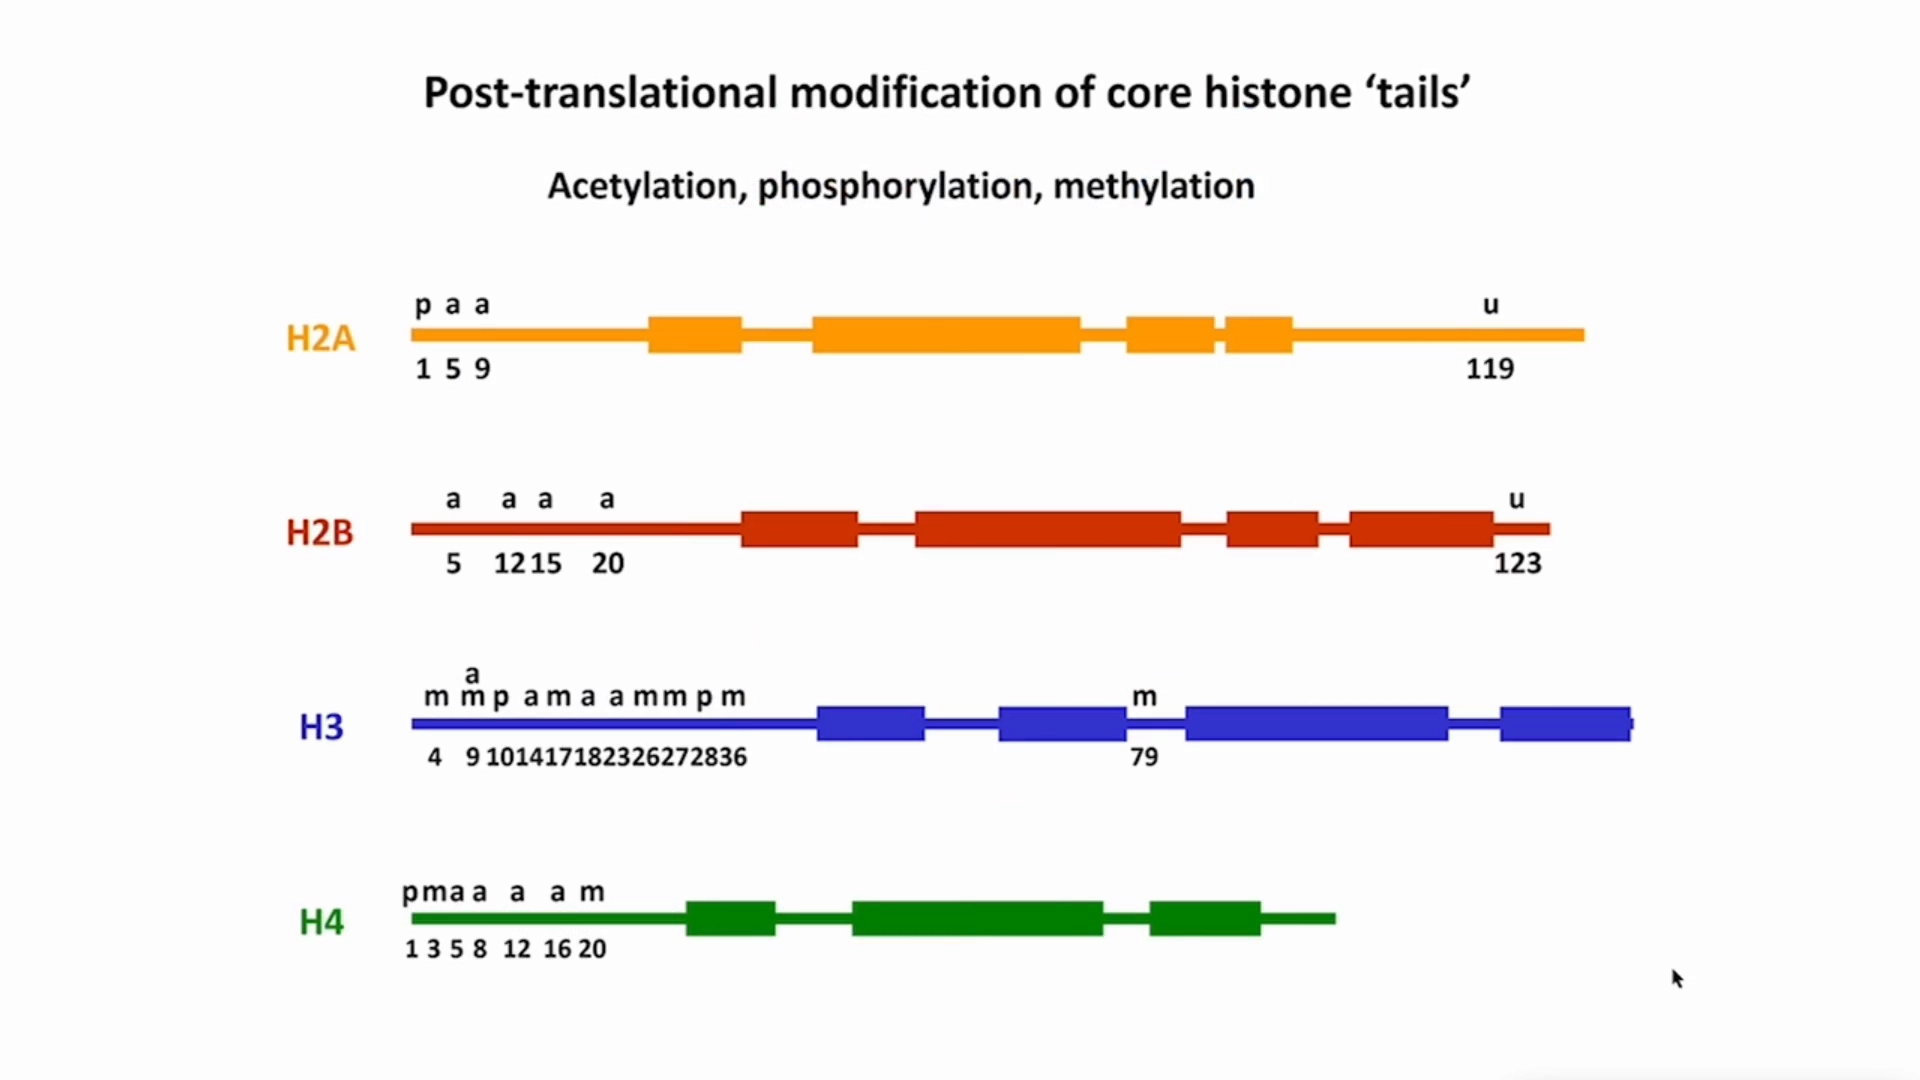 Post-translational modification of core histone ‘tails’
Acetylation, phosphorylation, methylation
p a a u
H2A
1 5 9 119
a a a a u
H2B
5 12 15 20 123
a
m m p a m a a m m p m m
H3
4 9 10 14 17 18 23 26 27 28 36 79
p m a a a a m
H4
1 3 5 8 12 16 20